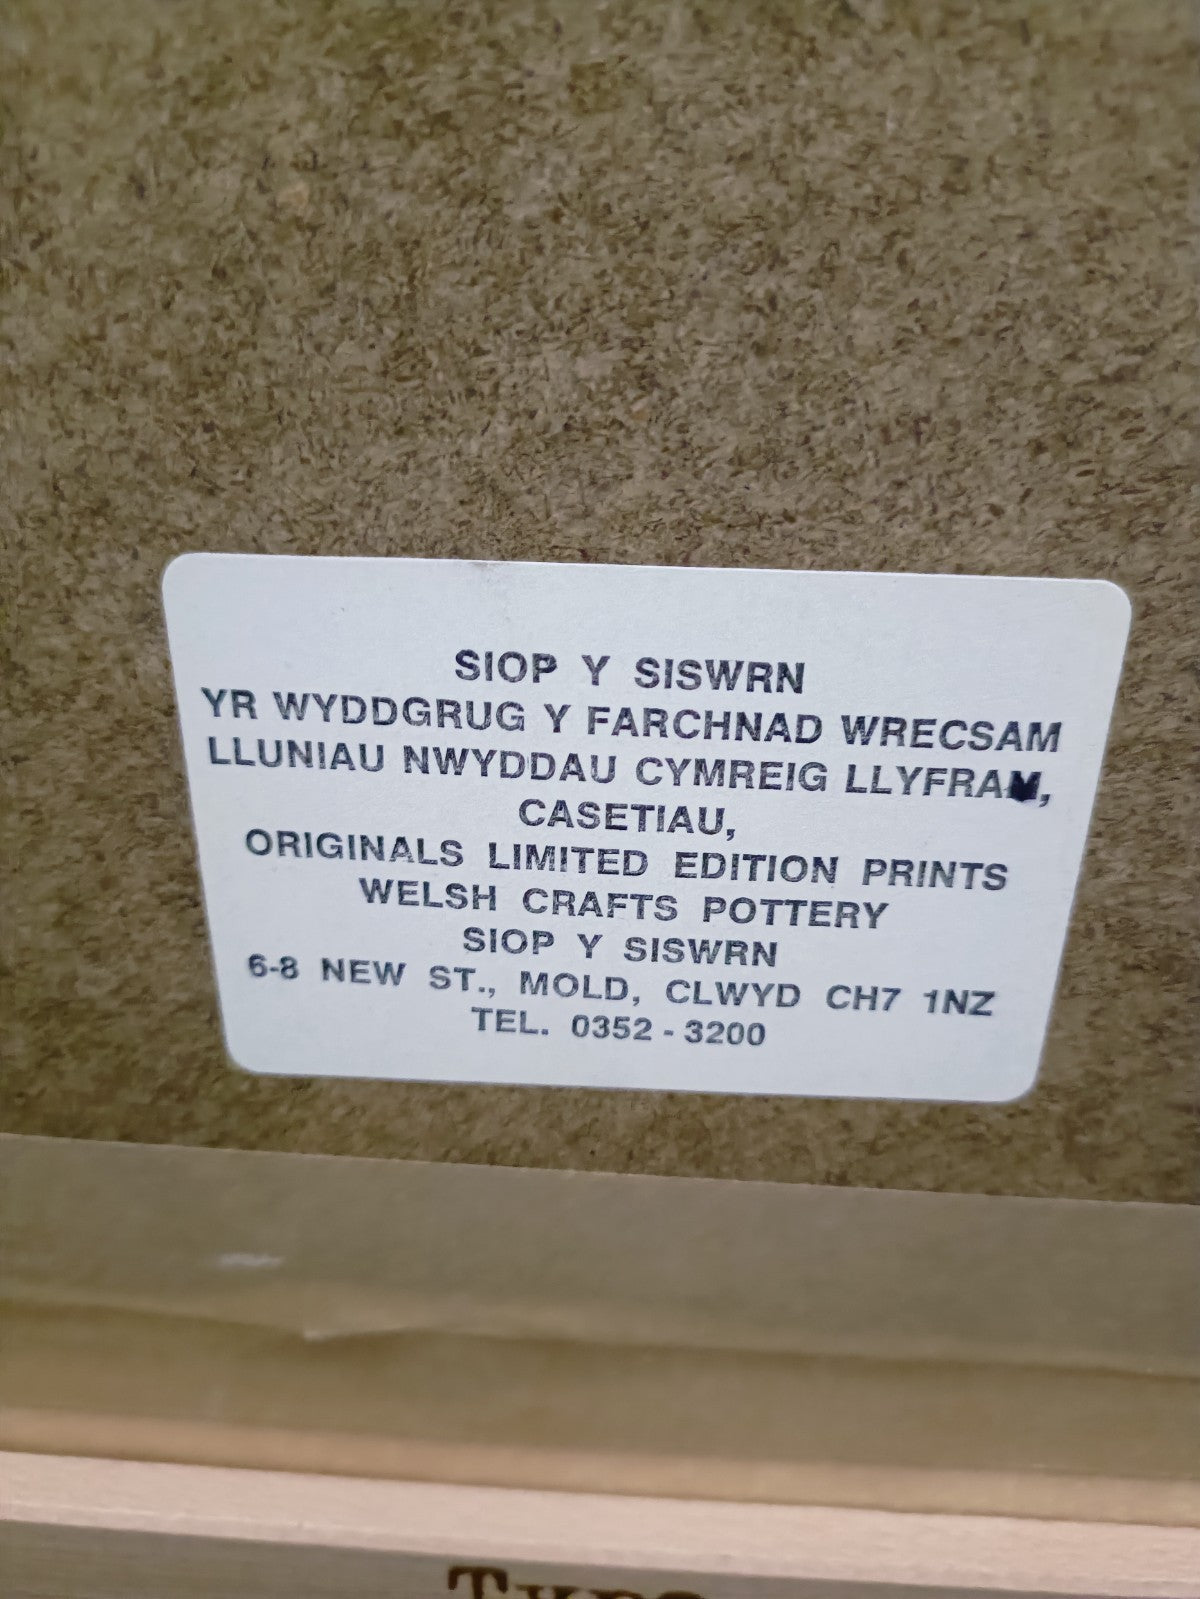 SIOP Y SISWRN
YR WYDDGRUG Y FARCHNAD WRECSAM
LLUNIAU NWYDDAU CYMREIG LLYFRAU,
CASETIAU,
ORIGINALS LIMITED EDITION PRINTS
WELSH CRAFTS POTTERY
SIOP Y SISWRN
6-8 NEW ST., MOLD, CLWYD CH7 1NZ
TEL. 0352 - 3200